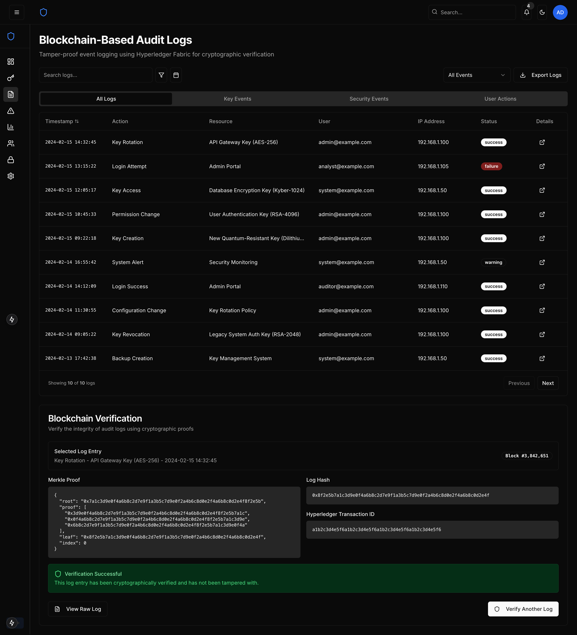 Search...
AD
Blockchain-Based Audit Logs
Tamper-proof event logging using Hyperledger Fabric for cryptographic verification
Search logs...
All Events
Export Logs
All Logs Key Events Security Events User Actions
Timestamp Action Resource User IP Address Status Details
2024-02-15 14:32:45 Key Rotation API Gateway Key (AES-256) admin@example.com 192.168.1.100 success
2024-02-15 13:15:22 Login Attempt Admin Portal analyst@example.com 192.168.1.105 failure
2024-02-15 12:05:17 Key Access Database Encryption Key (Kyber-1024) system@example.com 192.168.1.50 success
2024-02-15 10:45:33 Permission Change User Authentication Key (RSA-4096) admin@example.com 192.168.1.100 success
2024-02-15 09:22:18 Key Creation New Quantum-Resistant Key (Dilithiu... admin@example.com 192.168.1.100 success
2024-02-14 16:55:42 System Alert Security Monitoring system@example.com 192.168.1.50 warning
2024-02-14 14:12:09 Login Success Admin Portal auditor@example.com 192.168.1.110 success
2024-02-14 11:30:55 Configuration Change Key Rotation Policy admin@example.com 192.168.1.100 success
2024-02-14 09:05:22 Key Revocation Legacy System Auth Key (RSA-2048) admin@example.com 192.168.1.100 success
2024-02-13 17:42:38 Backup Creation Key Management System system@example.com 192.168.1.50 success
Showing 10 of 10 logs
Previous Next
Blockchain Verification
Verify the integrity of audit logs using cryptographic proofs
Selected Log Entry
Key Rotation - API Gateway Key (AES-256) - 2024-02-15 14:32:45
Block #3,842,651
Merkle Proof
{
"root": "0x7a1c3d9e0f4a6b8c2d7e9f1a3b5c7d9e0f2a4b6c8d0e2f4a6b8c0d2e4f8f2e5b",
"proof": [
"0x3d9e0f4a6b8c2d7e9f1a3b5c7d9e0f2a4b6c8d0e2f4a6b8c0d2e4f8f2e5b7a1c",
"0x0f4a6b8c2d7e9f1a3b5c7d9e0f2a4b6c8d0e2f4a6b8c0d2e4f8f2e5b7a1c3d9e",
"0x6b8c2d7e9f1a3b5c7d9e0f2a4b6c8d0e2f4a6b8c0d2e4f8f2e5b7a1c3d9e0f4a"
],
"leaf": "0x8f2e5b7a1c3d9e0f4a6b8c2d7e9f1a3b5c7d9e0f2a4b6c8d0e2f4a6b8c0d2e4f",
"index": 0
}
Log Hash
0x8f2e5b7a1c3d9e0f4a6b8c2d7e9f1a3b5c7d9e0f2a4b6c8d0e2f4a6b8c0d2e4f
Hyperledger Transaction ID
a1b2c3d4e5f6a1b2c3d4e5f6a1b2c3d4e5f6a1b2c3d4e5f6
Verification Successful
This log entry has been cryptographically verified and has not been tampered with.
View Raw Log
Verify Another Log